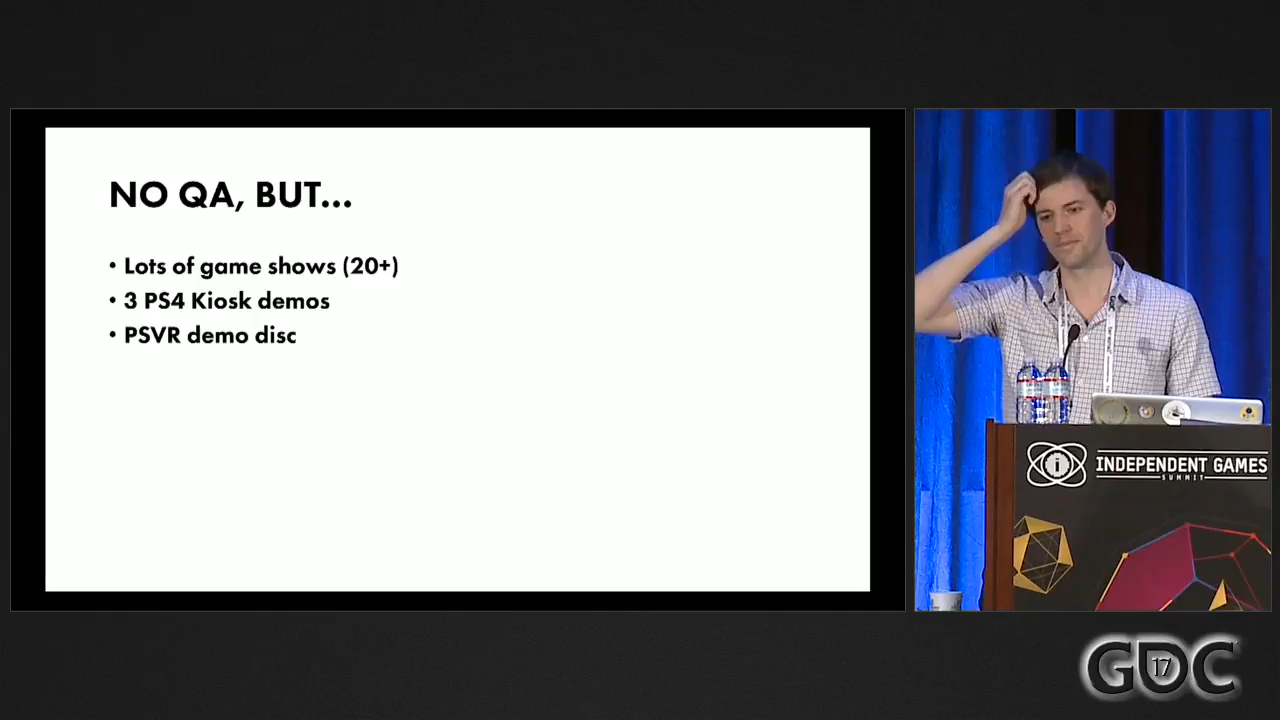 NO QA, BUT...
• Lots of game shows (20+)
• 3 PS4 Kiosk demos
• PSVR demo disc
i
INDEPENDENT GAMES
SUMMIT
GDC
17